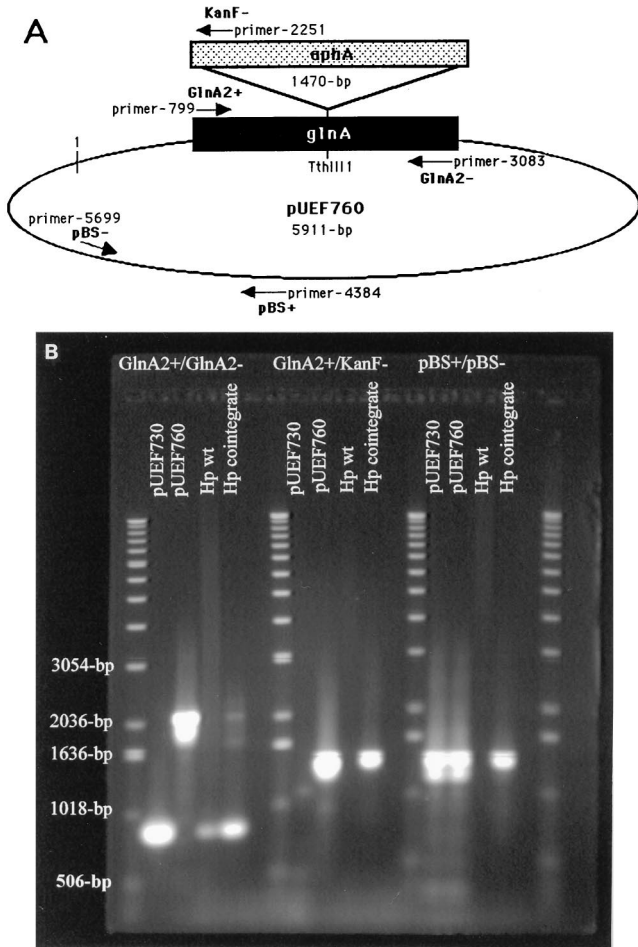 A
KanF-
primer-2251
aphA
1470-bp
GlnA2+
primer-799
glnA
1
TthIII1
primer-3083
GlnA2-
pUEF760
5911-bp
primer-5699
pBS-
primer-4384
pBS+
B
GlnA2+/GlnA2- GlnA2+/KanF- pBS+/pBS-
pUEF730
pUEF760
Hp wt
Hp cointegrate
pUEF730
pUEF760
Hp wt
Hp cointegrate
pUEF730
pUEF760
Hp wt
Hp cointegrate
3054-bp
2036-bp
1636-bp
1018-bp
506-bp